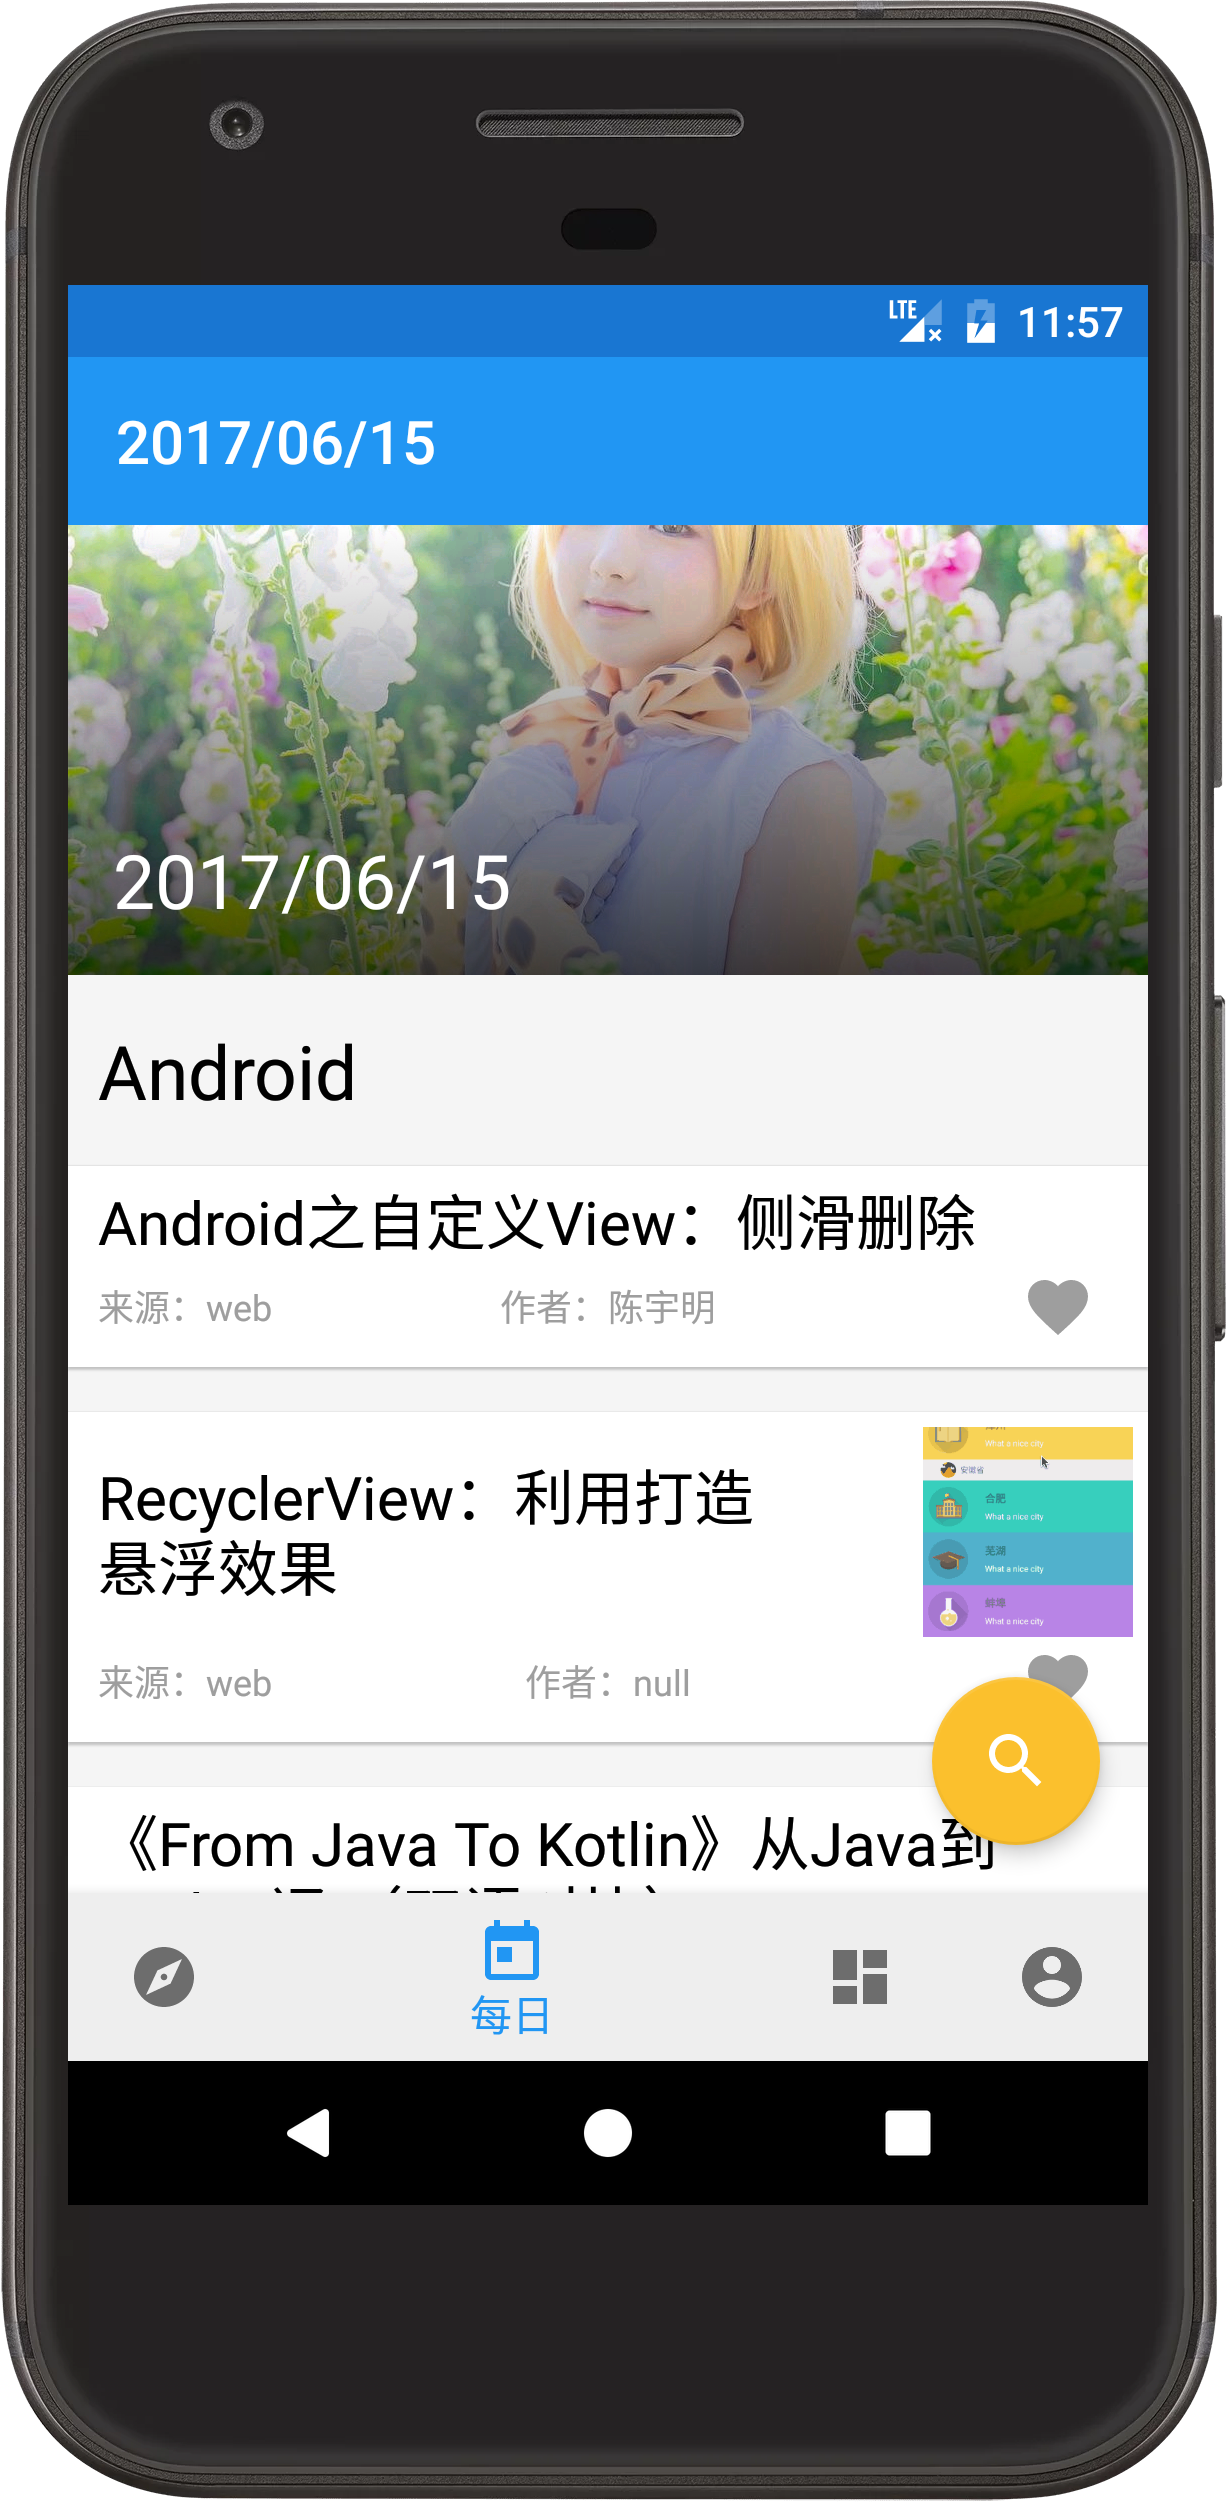 LTE 11:57
2017/06/15
2017/06/15
Android
Android之自定义View：侧滑删除
来源：web 作者：陈宇明
RecyclerView：利用打造
悬浮效果
What a nice city
安徽省
合肥
What a nice city
芜湖
What a nice city
蚌埠
What a nice city
来源：web 作者：null
《From Java To Kotlin》从Java到
每日